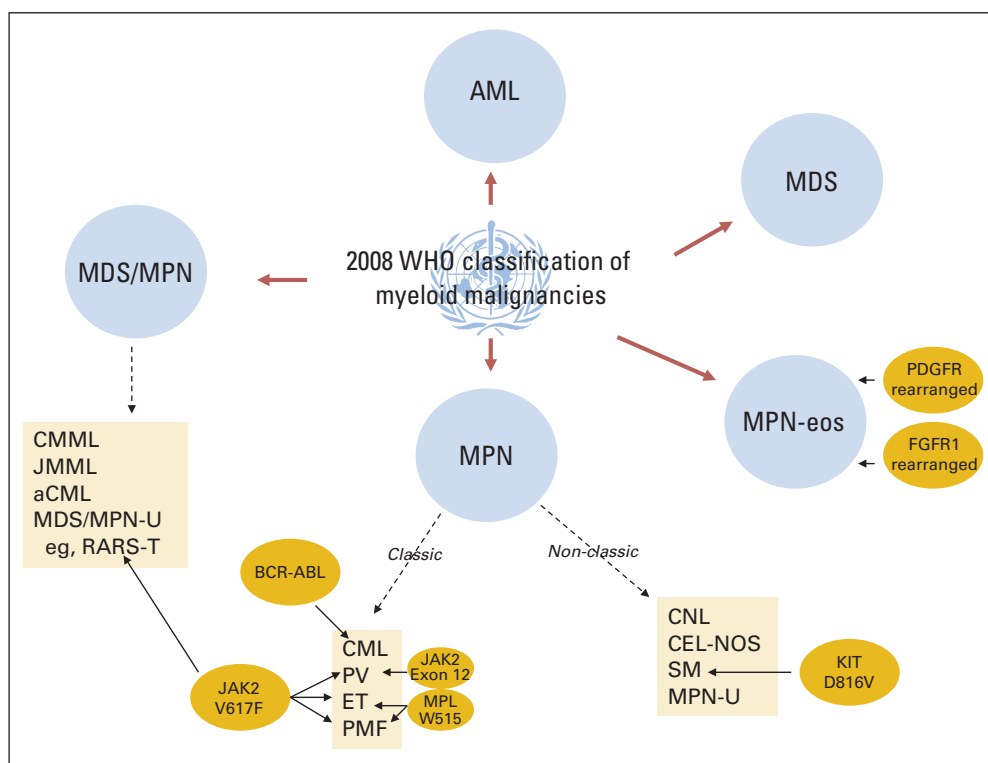 AML
MDS
MDS/MPN
2008 WHO classification of
myeloid malignancies
PDGFR
rearranged
MPN-eos
FGFR1
rearranged
MPN
CMML
JMML
aCML
MDS/MPN-U
eg, RARS-T
Classic
Non-classic
BCR-ABL
CML
PV
ET
PMF
JAK2
Exon 12
MPL
W515
JAK2
V617F
CNL
CEL-NOS
SM
MPN-U
KIT
D816V